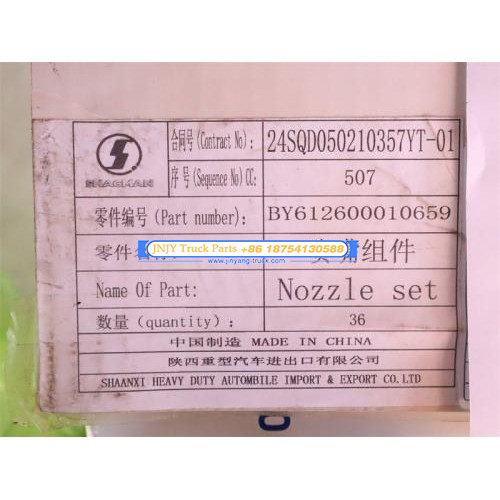 SHACMAN
合同号(Contract No): 24SQD050210357YT-01
序号(Sequence No)CC: 507
零件编号(Part number): BY612600010659
JNJY Truck Parts +86 18754130588
www.jinyang-truck.com
零件名称: 组件
Name Of Part: Nozzle set
数量(quantity): 36
中国制造 MADE IN CHINA
陕西重型汽车进出口有限公司
SHAANXI HEAVY DUTY AUTOMBILE IMPORT & EXPORT CO.LTD